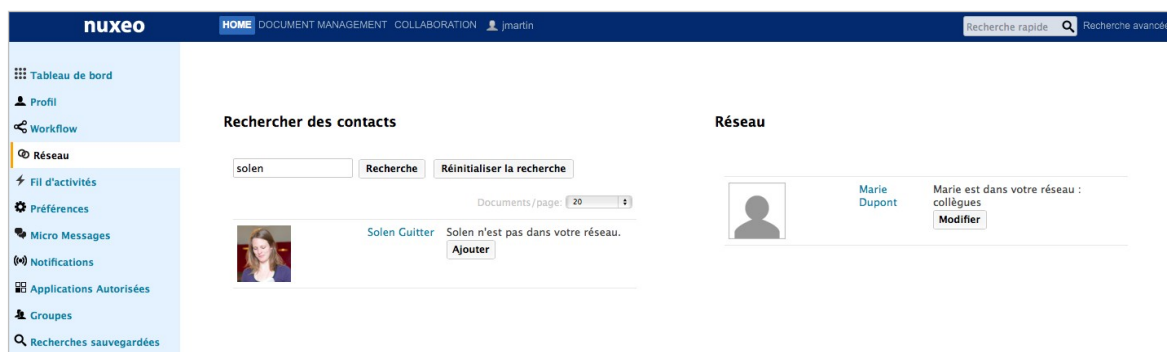 nuxeo
HOME DOCUMENT MANAGEMENT COLLABORATION jmartin
Recherche rapide Recherche avancée
Tableau de bord
Profil
Workflow
Réseau
Fil d'activités
Préférences
Micro Messages
Notifications
Applications Autorisées
Groupes
Recherches sauvegardées
Rechercher des contacts
solen Recherche Réinitialiser la recherche
Documents/page: 20
Solen Guitter Solen n'est pas dans votre réseau.
Ajouter
Réseau
Marie Marie est dans votre réseau :
Dupont collègues
Modifier